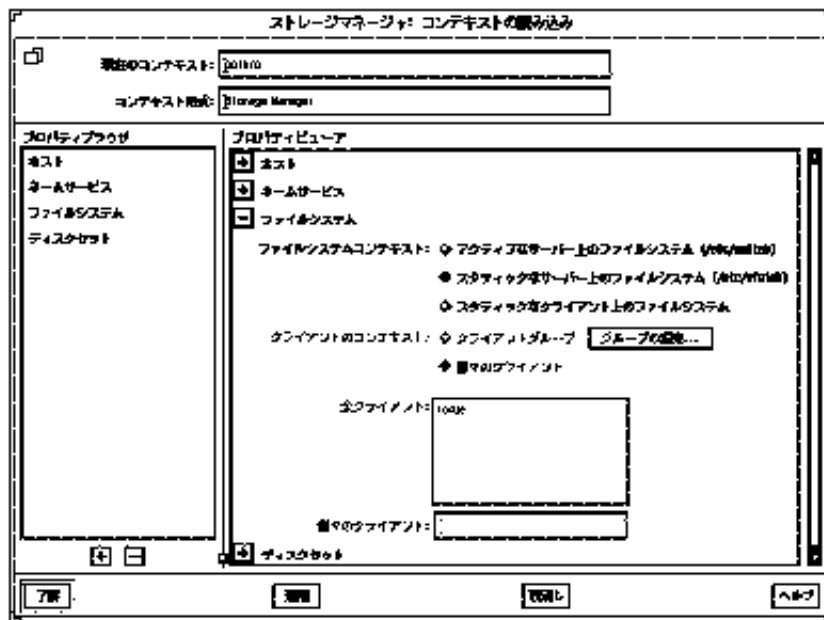 ストレージマネージャ: コンテキストの読み込み
現在のコンテキスト:
コンテキスト形式: Storage Manager
プロパティブラウザ
プロパティビューア
ホスト
ネームサービス
ファイルシステム
ディスクセット
ホスト
ネームサービス
ファイルシステム
ファイルシステムコンテキスト: アクティブなサーバー上のファイルシステム (/etc/mnttab)
スタティックなサーバー上のファイルシステム (/etc/vfstab)
スタティックなクライアント上のファイルシステム
クライアントのコンテキスト: クライアントグループ グループの編集...
個々のクライアント
全クライアント:
個々のクライアント:
ディスクセット
了解
適用
取消し
ヘルプ